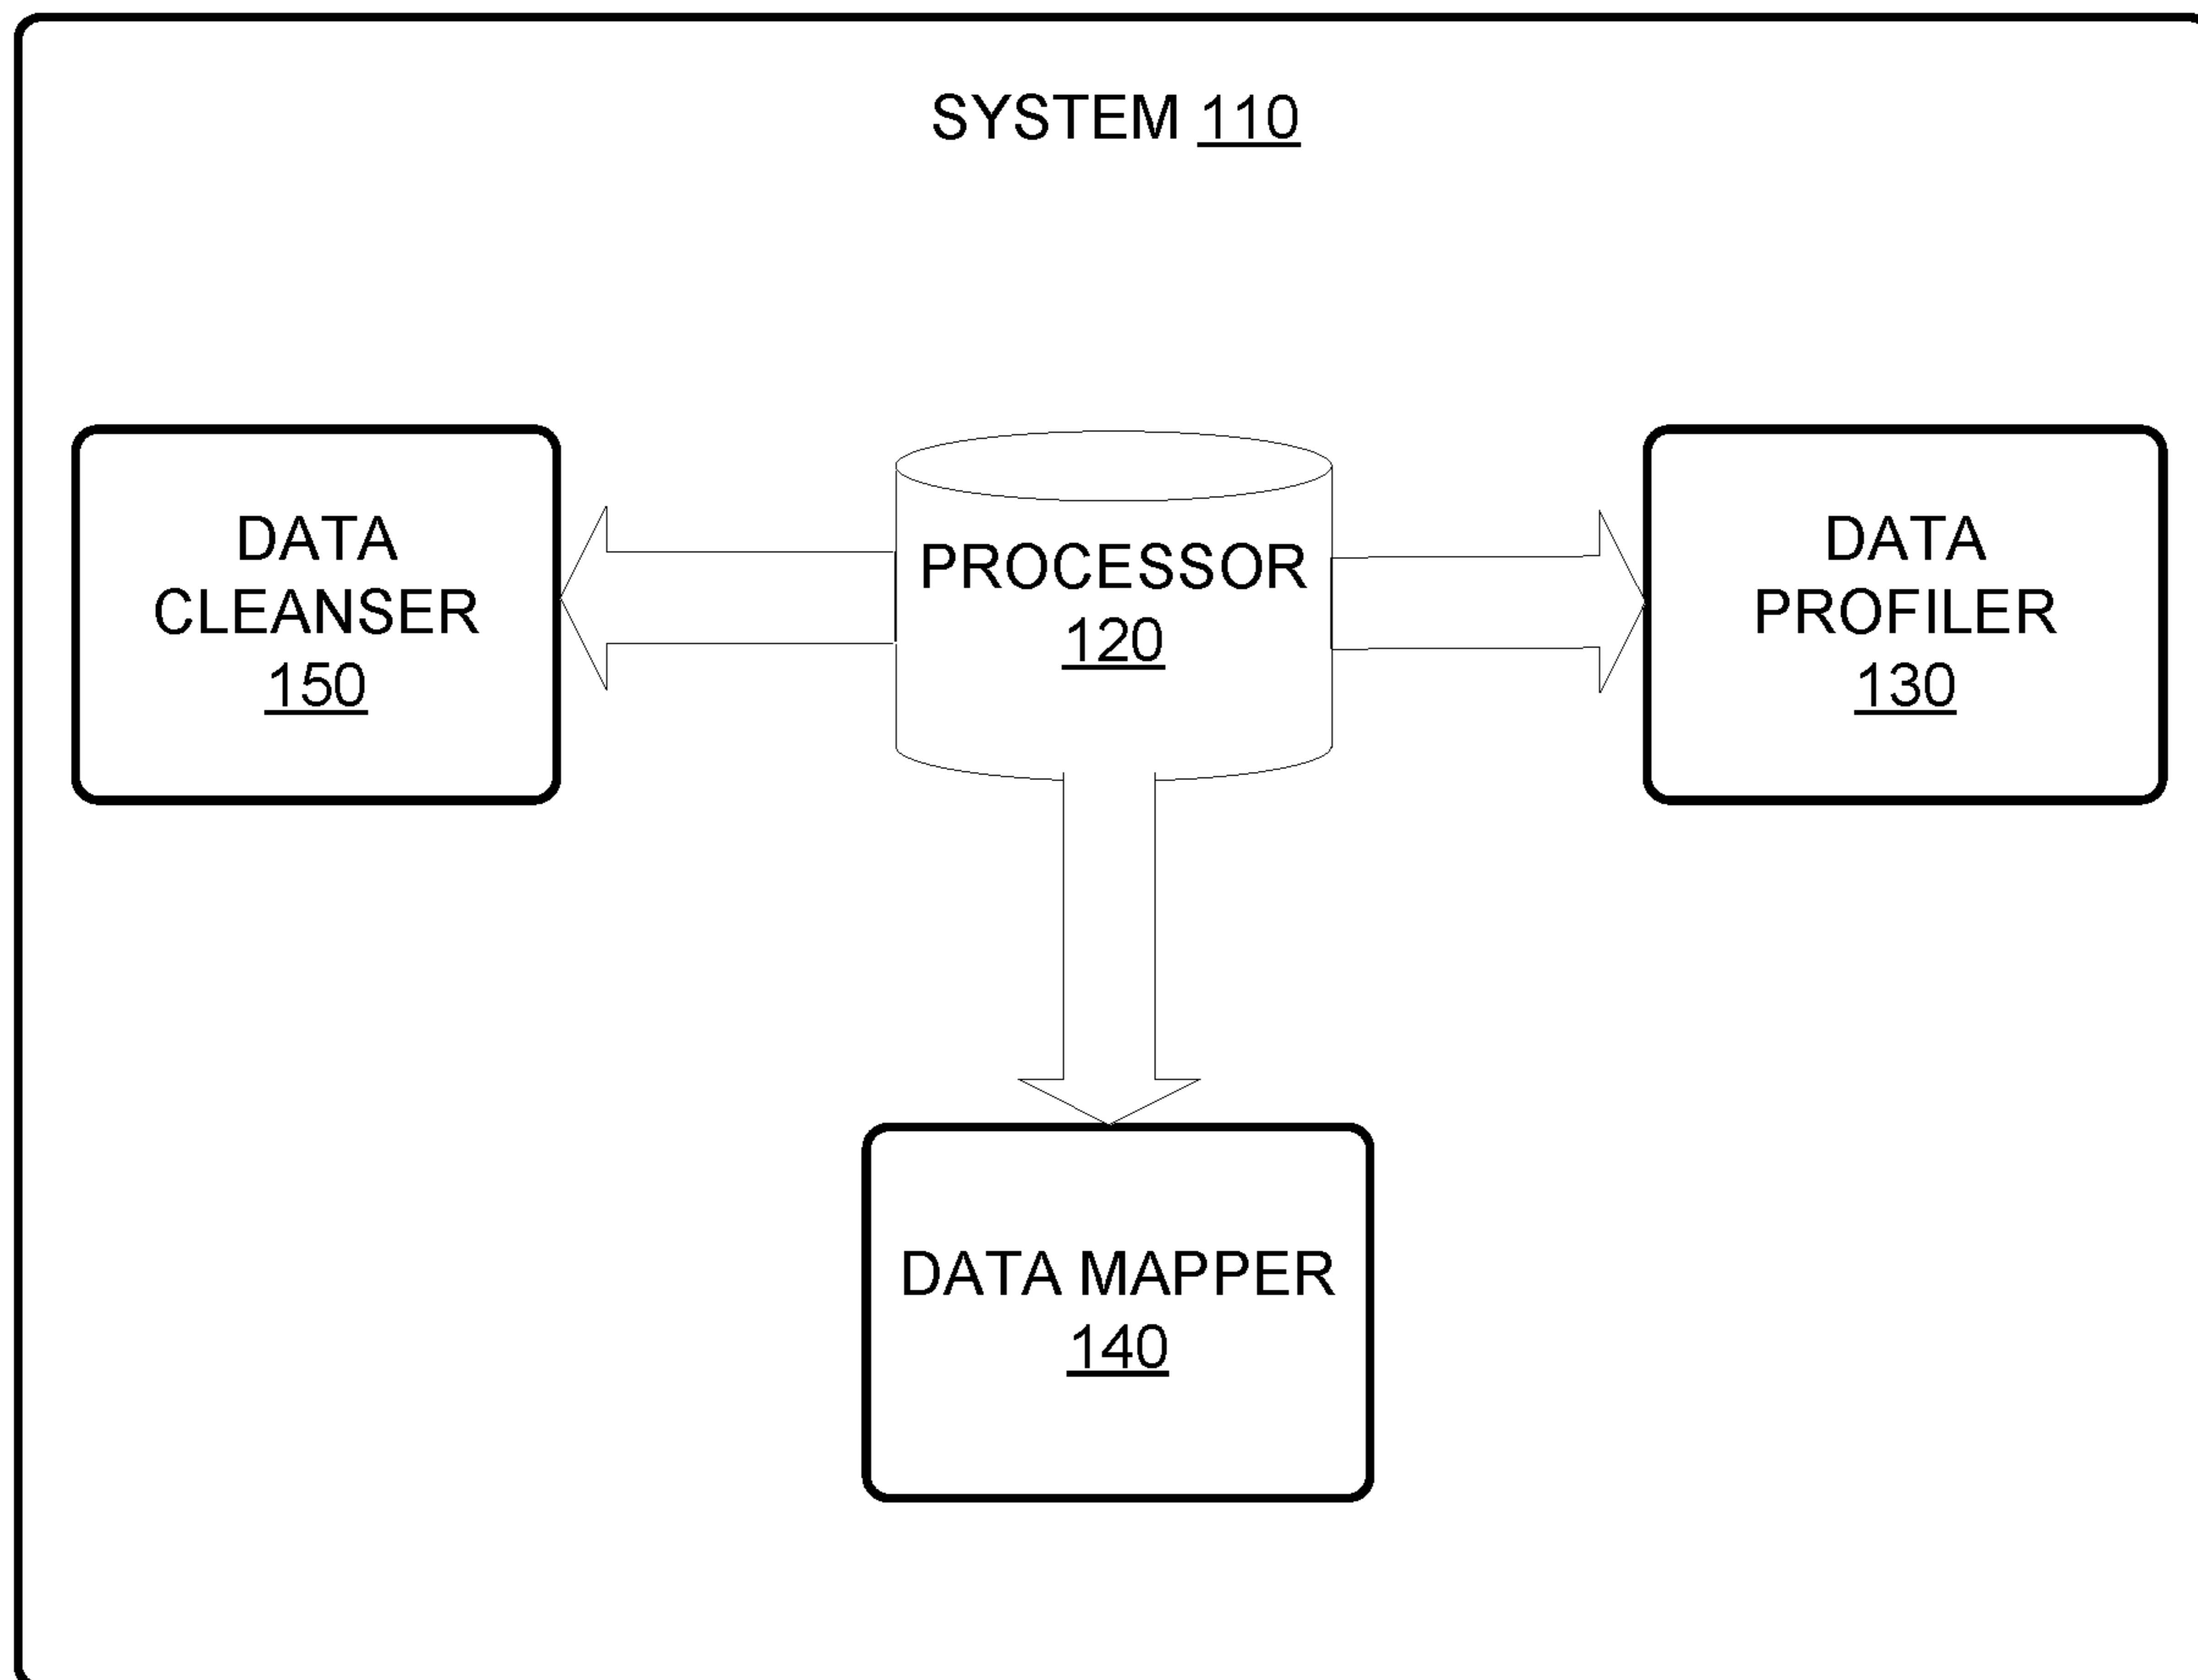 SYSTEM 110
DATA
CLEANSER
150
PROCESSOR
120
DATA
PROFILER
130
DATA MAPPER
140